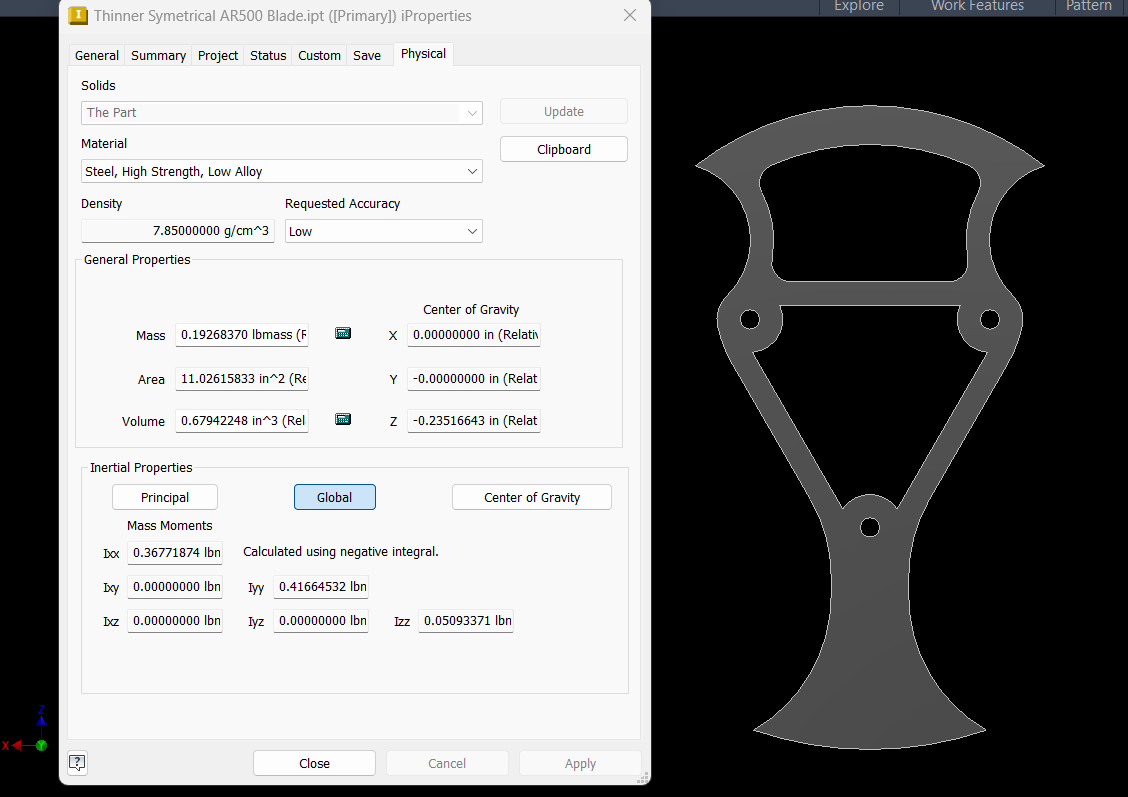 Thinner Symetrical AR500 Blade.ipt ([Primary]) iProperties
Explore Work Features Pattern
General Summary Project Status Custom Save Physical
Solids
The Part
Update
Material
Clipboard
Steel, High Strength, Low Alloy
Density Requested Accuracy
7.85000000 g/cm^3 Low
General Properties
Center of Gravity
Mass 0.19268370 lbmass (R X 0.00000000 in (Relativ
Area 11.02615833 in^2 (Re Y -0.00000000 in (Relat
Volume 0.67942248 in^3 (Rel Z -0.23516643 in (Relat
Inertial Properties
Principal Global Center of Gravity
Mass Moments
Ixx 0.36771874 lbn Calculated using negative integral.
Ixy 0.00000000 lbn Iyy 0.41664532 lbn
Ixz 0.00000000 lbn Iyz 0.00000000 lbn Izz 0.05093371 lbn
Z
X Y
? Close Cancel Apply